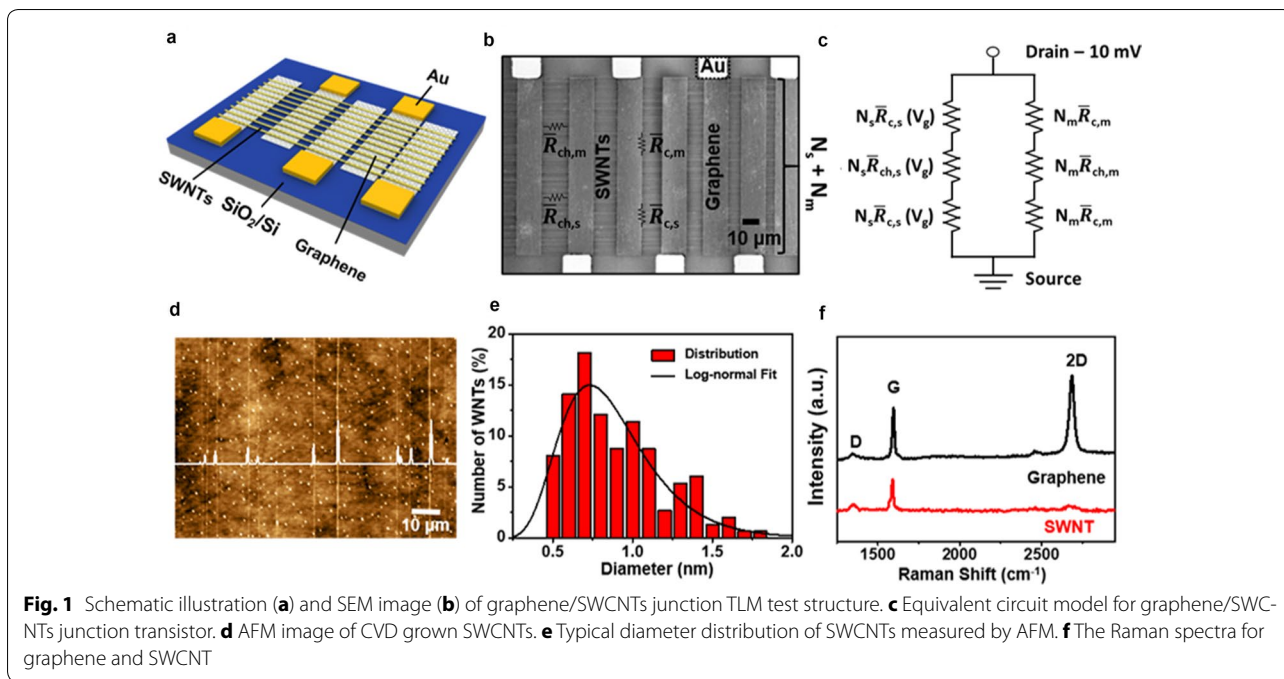 a
Au
SWNTs
SiO2/Si
Graphene
b
Au
R̅ch,m
R̅ch,s
SWNTs
R̅c,m
R̅c,s
Graphene
10 μm
Ns + Nm
c
Drain – 10 mV
NsR̅c,s (Vg)
NmR̅c,m
NsR̅ch,s (Vg)
NmR̅ch,m
NsR̅c,s (Vg)
NmR̅c,m
Source
d
10 μm
e
Number of WNTs (%)
20
15
10
5
0
Distribution
Log-normal Fit
0.5
1.0
1.5
2.0
Diameter (nm)
f
Intensity (a.u.)
D
G
2D
Graphene
SWNT
1500
2000
2500
Raman Shift (cm-1)
Fig. 1 Schematic illustration (a) and SEM image (b) of graphene/SWCNTs junction TLM test structure. c Equivalent circuit model for graphene/SWC-
NTs junction transistor. d AFM image of CVD grown SWCNTs. e Typical diameter distribution of SWCNTs measured by AFM. f The Raman spectra for
graphene and SWCNT